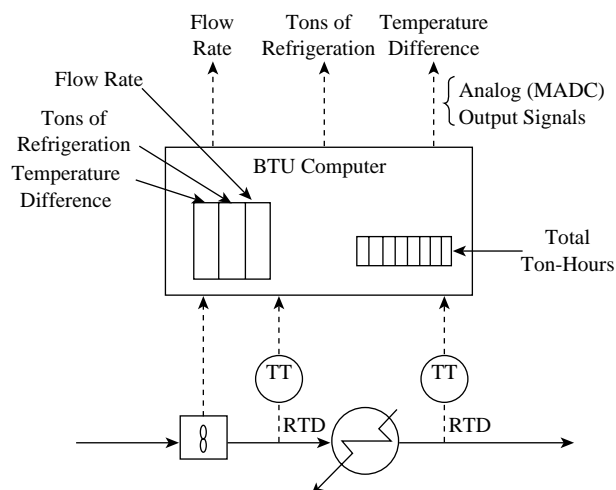 Flow
Rate
Tons of
Refrigeration
Temperature
Difference
Analog (MADC)
Output Signals
Flow Rate
Tons of
Refrigeration
Temperature
Difference
BTU Computer
Total
Ton-Hours
TT
TT
RTD
RTD